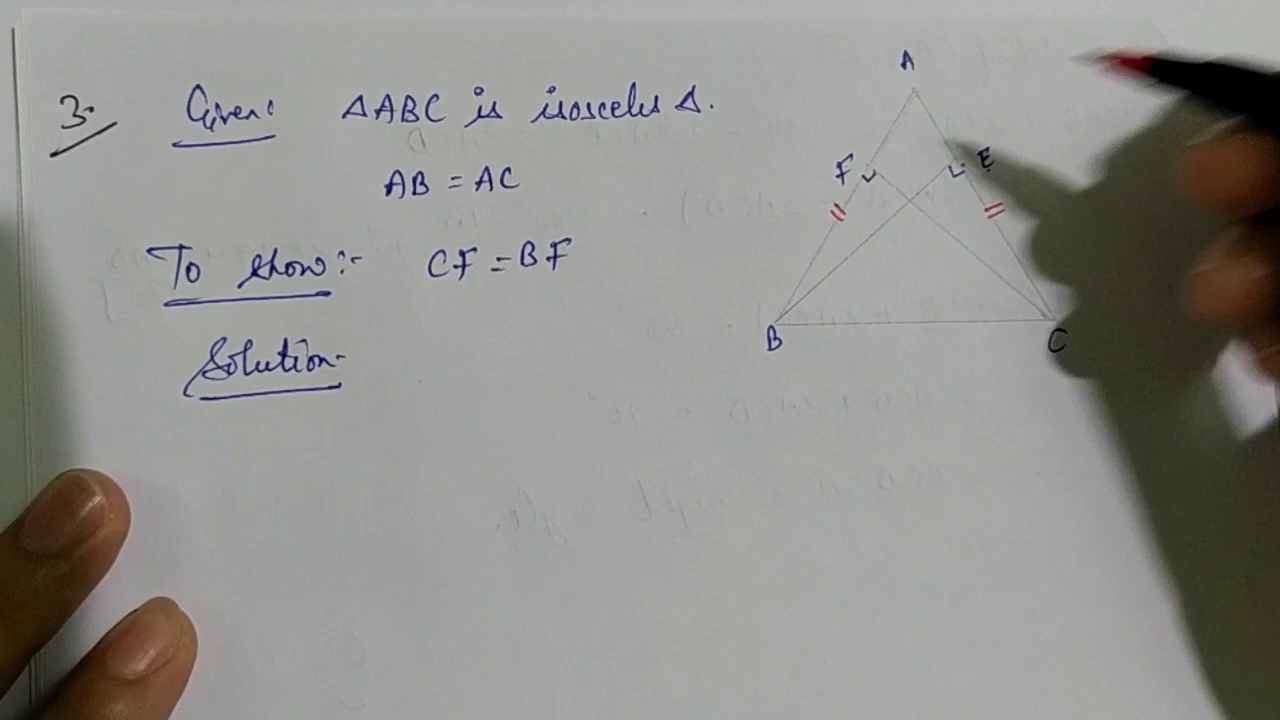 3. Given: ΔABC is isosceles Δ.
AB = AC
To show:- CF = BF
Solution-
A
F
E
B
C